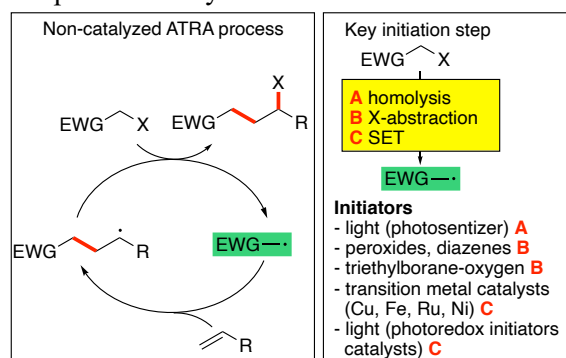 Non-catalyzed ATRA process
EWG X
EWG X R
EWG R
EWG—·
R
Key initiation step
EWG X
A homolysis
B X-abstraction
C SET
EWG—·
Initiators
- light (photosentizer) A
- peroxides, diazenes B
- triethylborane-oxygen B
- transition metal catalysts
(Cu, Fe, Ru, Ni) C
- light (photoredox initiators
catalysts) C